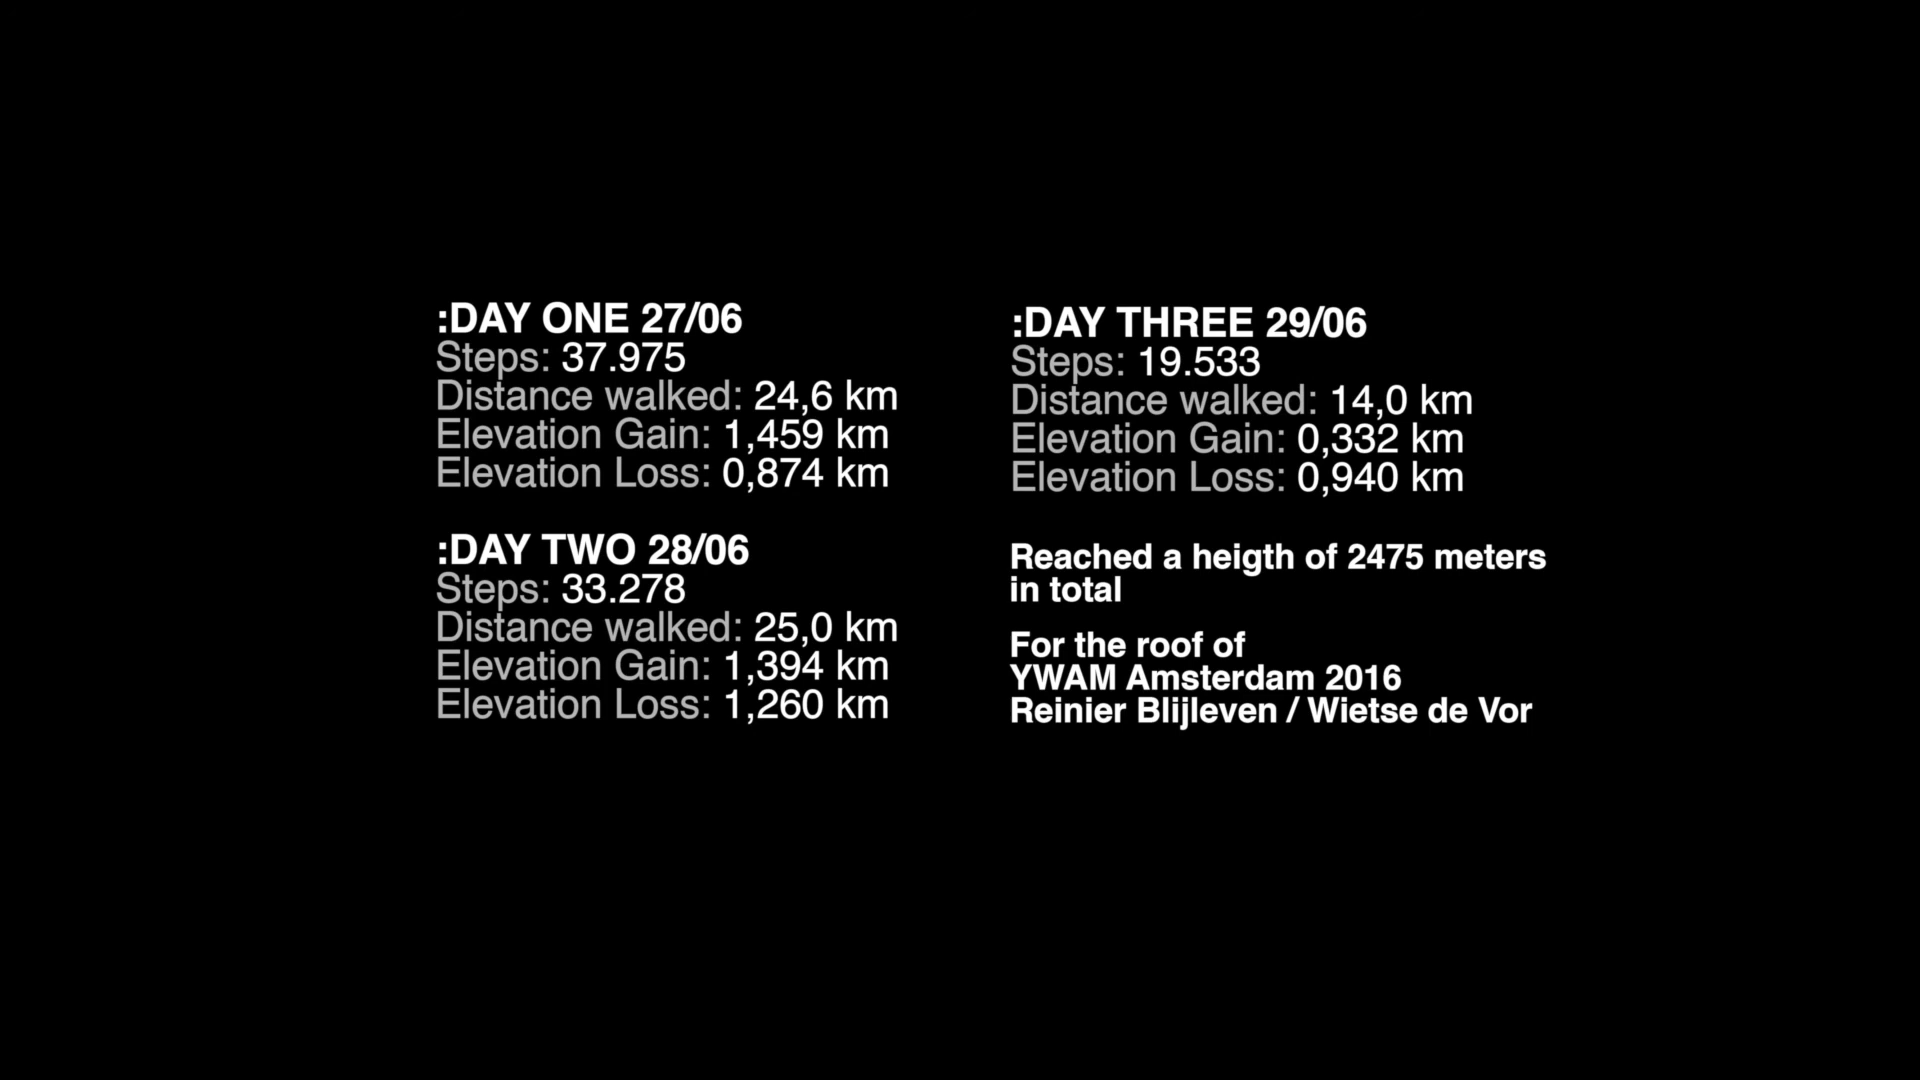 :DAY ONE 27/06
Steps: 37.975
Distance walked: 24,6 km
Elevation Gain: 1,459 km
Elevation Loss: 0,874 km
:DAY TWO 28/06
Steps: 33.278
Distance walked: 25,0 km
Elevation Gain: 1,394 km
Elevation Loss: 1,260 km
:DAY THREE 29/06
Steps: 19.533
Distance walked: 14,0 km
Elevation Gain: 0,332 km
Elevation Loss: 0,940 km
Reached a heigth of 2475 meters
in total
For the roof of
YWAM Amsterdam 2016
Reinier Blijleven / Wietse de Vor